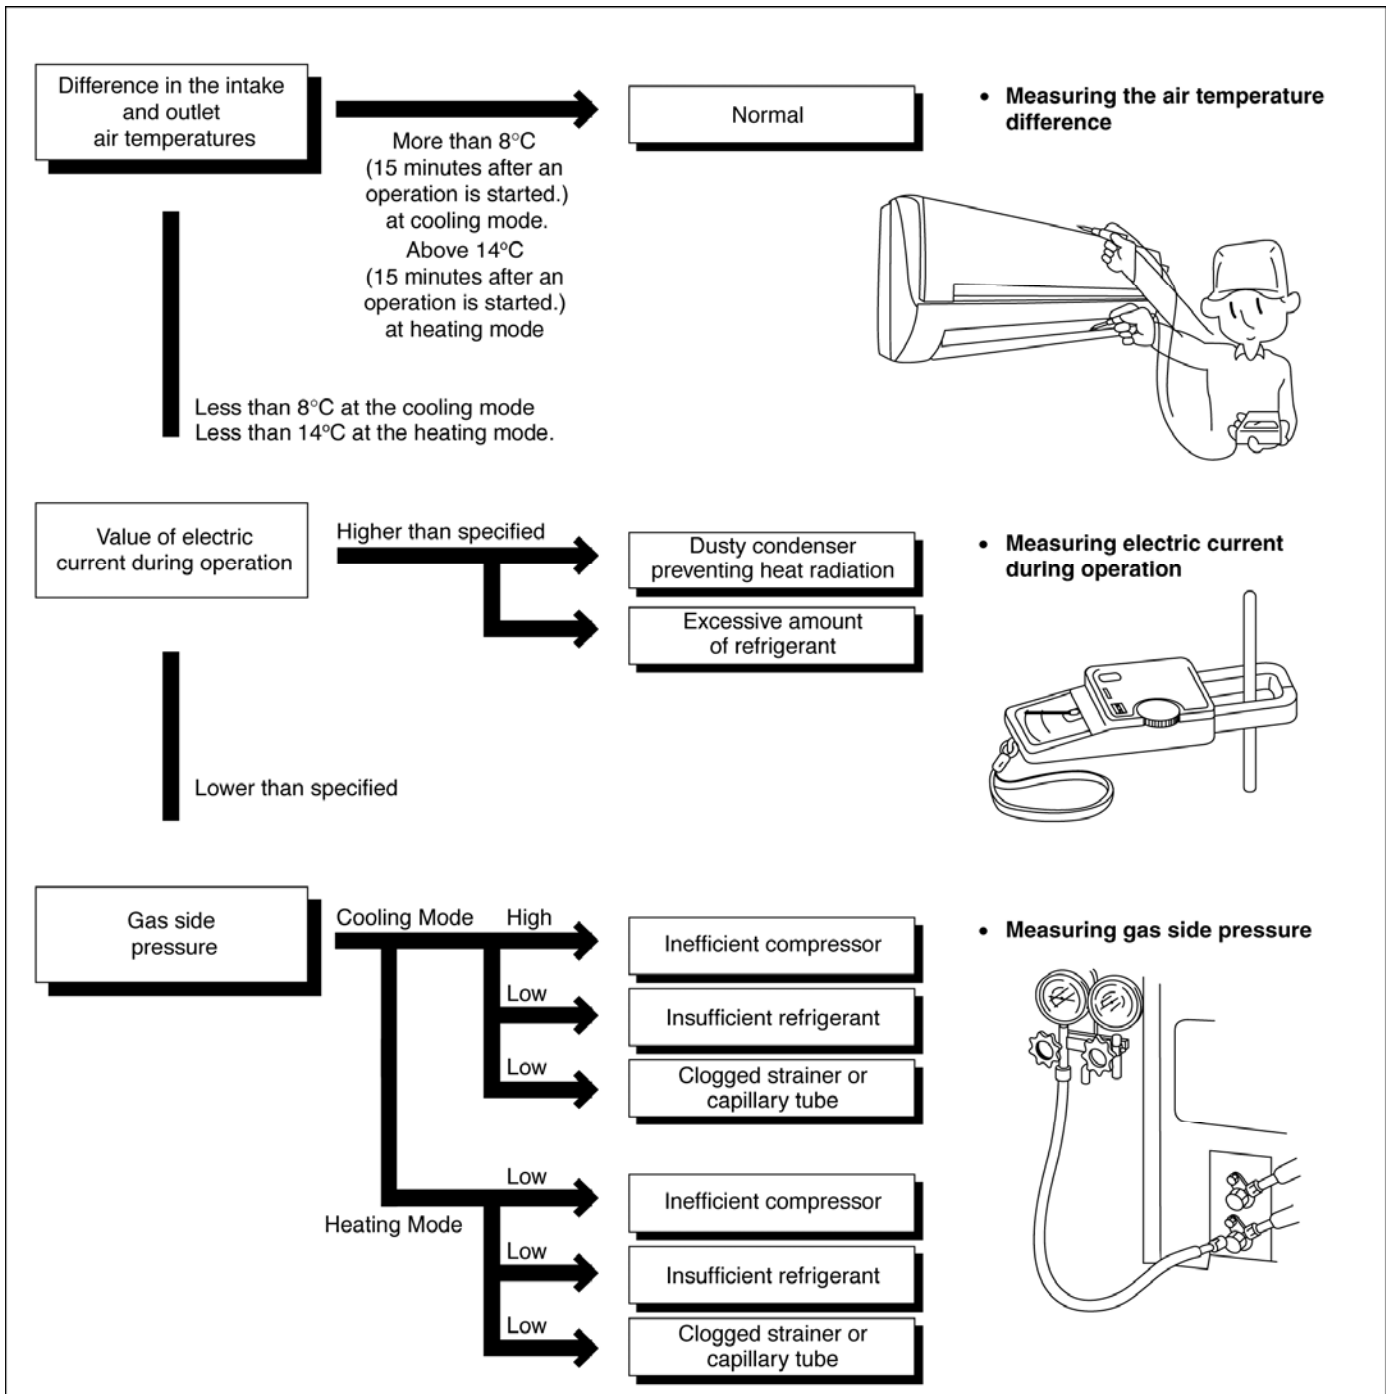 Difference in the intake
and outlet
air temperatures
More than 8°C
(15 minutes after an
operation is started.)
at cooling mode.
Above 14°C
(15 minutes after an
operation is started.)
at heating mode
Normal
• Measuring the air temperature
difference
Less than 8°C at the cooling mode
Less than 14°C at the heating mode.
Value of electric
current during operation
Higher than specified
Dusty condenser
preventing heat radiation
Excessive amount
of refrigerant
• Measuring electric current
during operation
Lower than specified
Gas side
pressure
Cooling Mode
High
Inefficient compressor
Low
Insufficient refrigerant
Low
Clogged strainer or
capillary tube
Heating Mode
Low
Inefficient compressor
Low
Insufficient refrigerant
Low
Clogged strainer or
capillary tube
• Measuring gas side pressure